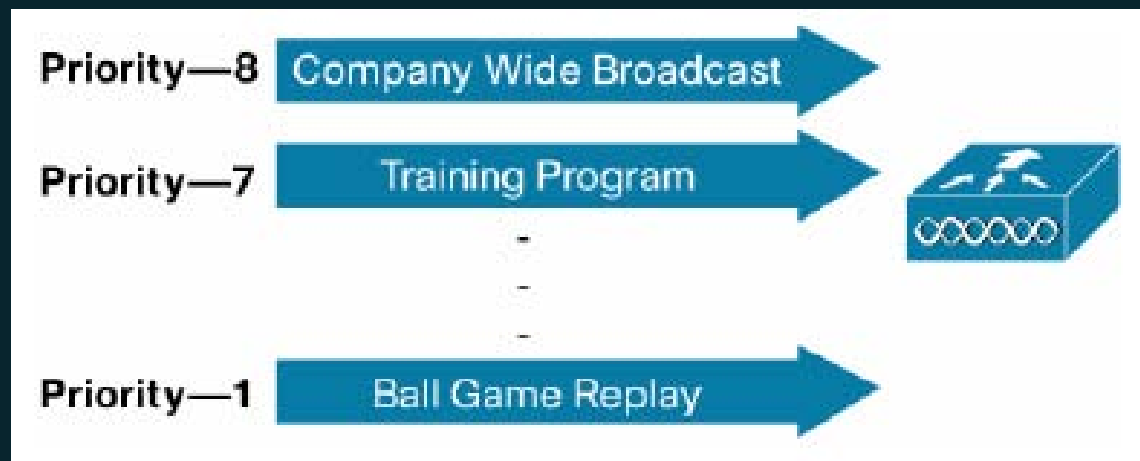 Priority—8 Company Wide Broadcast
Priority—7 Training Program
-
-
-
Priority—1 Ball Game Replay